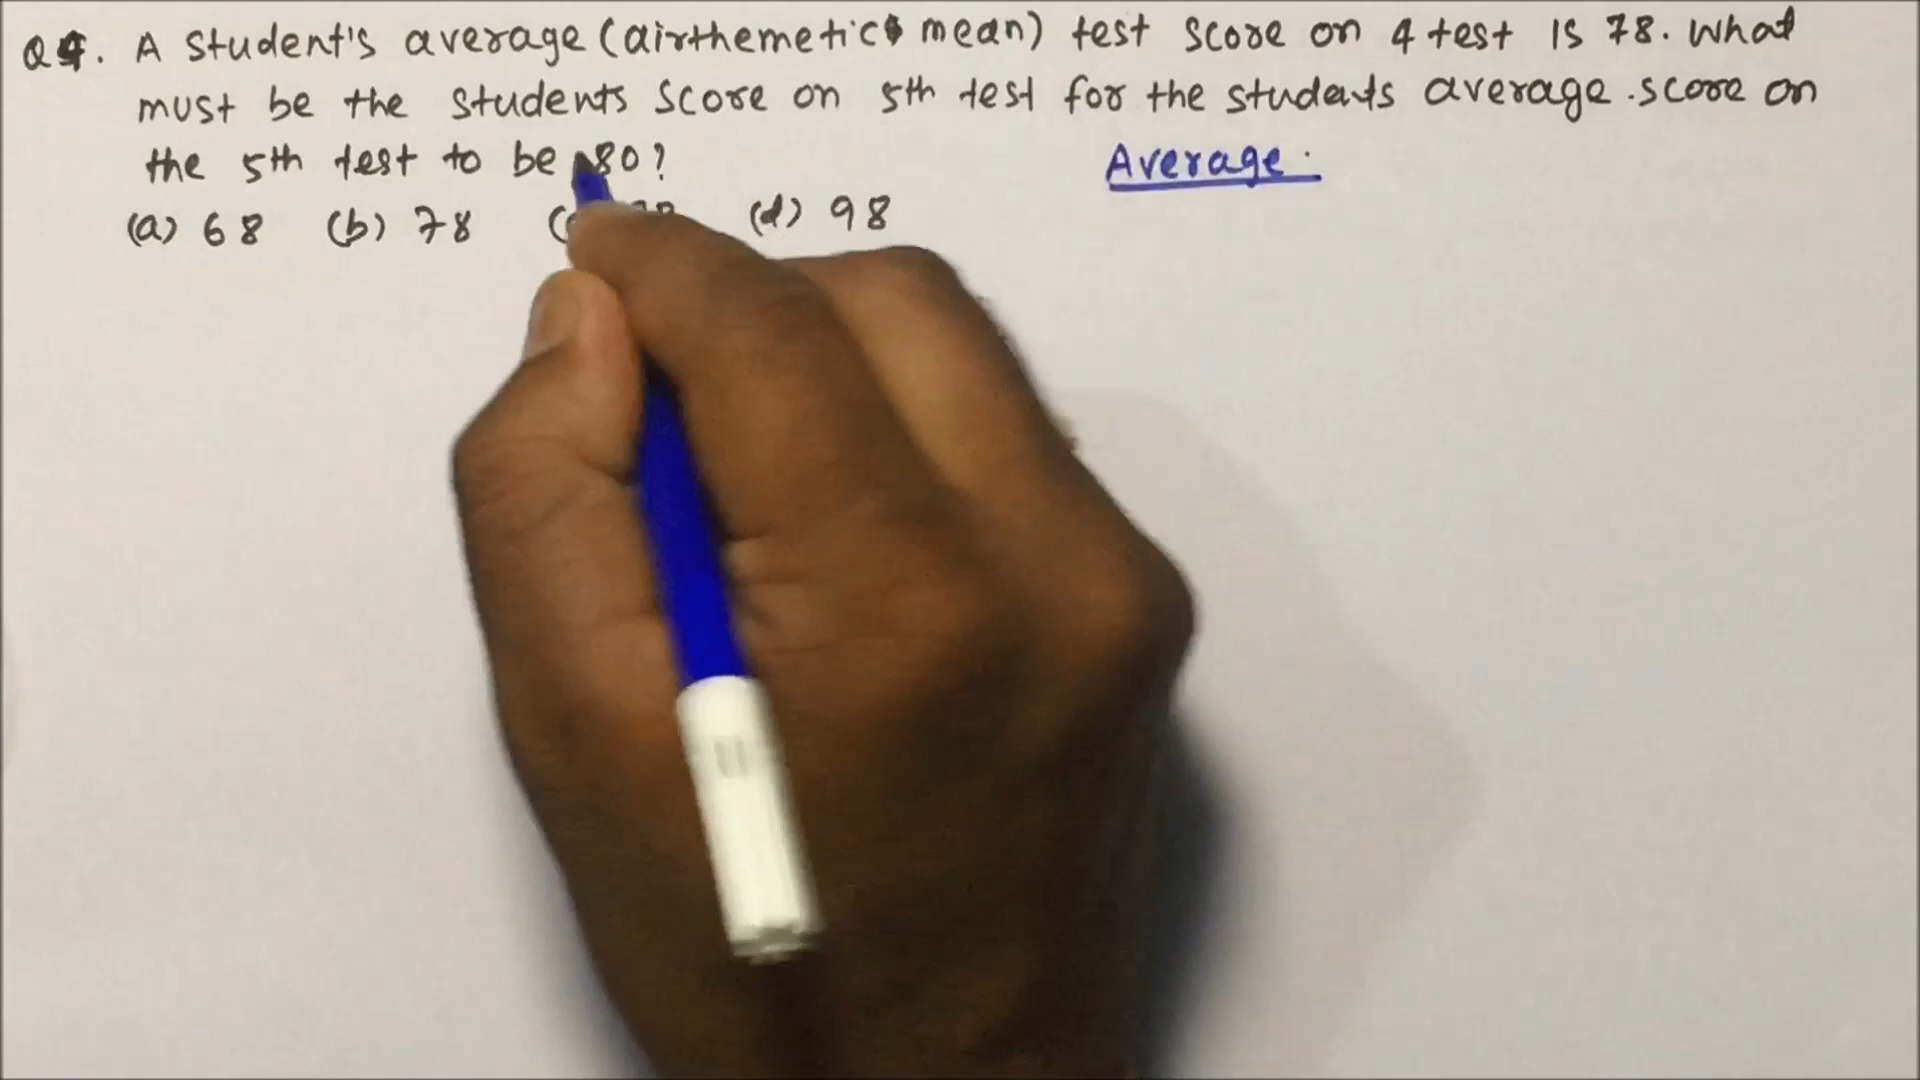 Q4. A student's average (airthemetic mean) test score on 4 test is 78. What
must be the students score on 5th test for the students average score on
the 5th test to be 80?
Average.
(a) 68 (b) 78 (d) 98